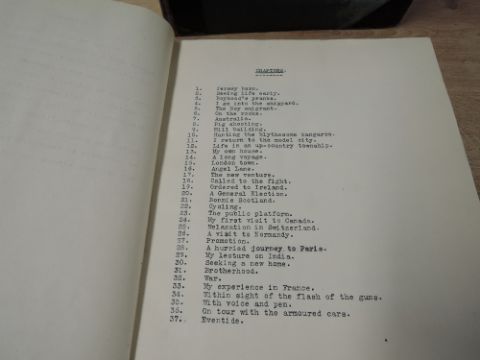 CHAPTERS.
1. Jersey born.
2. Seeing life early.
3. Boyhood's pranks.
4. I go into the shipyard.
5. The Boy emigrant.
6. On the rocks.
7. Australia.
8. Pig shooting.
9. Mill building.
10. Hunting the blythesome kangaroo.
11. I return to the model city.
12. Life in an up-country township.
13. My own house.
14. A long voyage.
15. London town.
16. Angel Lane.
17. The new venture.
18. Called to the fight.
19. Ordered to Ireland.
20. A General Election.
21. Bonnie Scotland.
22. Cycling.
23. The public platform.
24. My first visit to Canada.
25. Relaxation in Switzerland.
26. A visit to Normandy.
27. Promotion.
28. A hurried journey to Paris.
29. My lecture on India.
30. Seeking a new home.
31. Brotherhood.
32. War.
33. My experience in France.
34. Within sight of the flash of the guns.
35. With voice and pen.
36. On tour with the armoured cars.
37. Eventide.